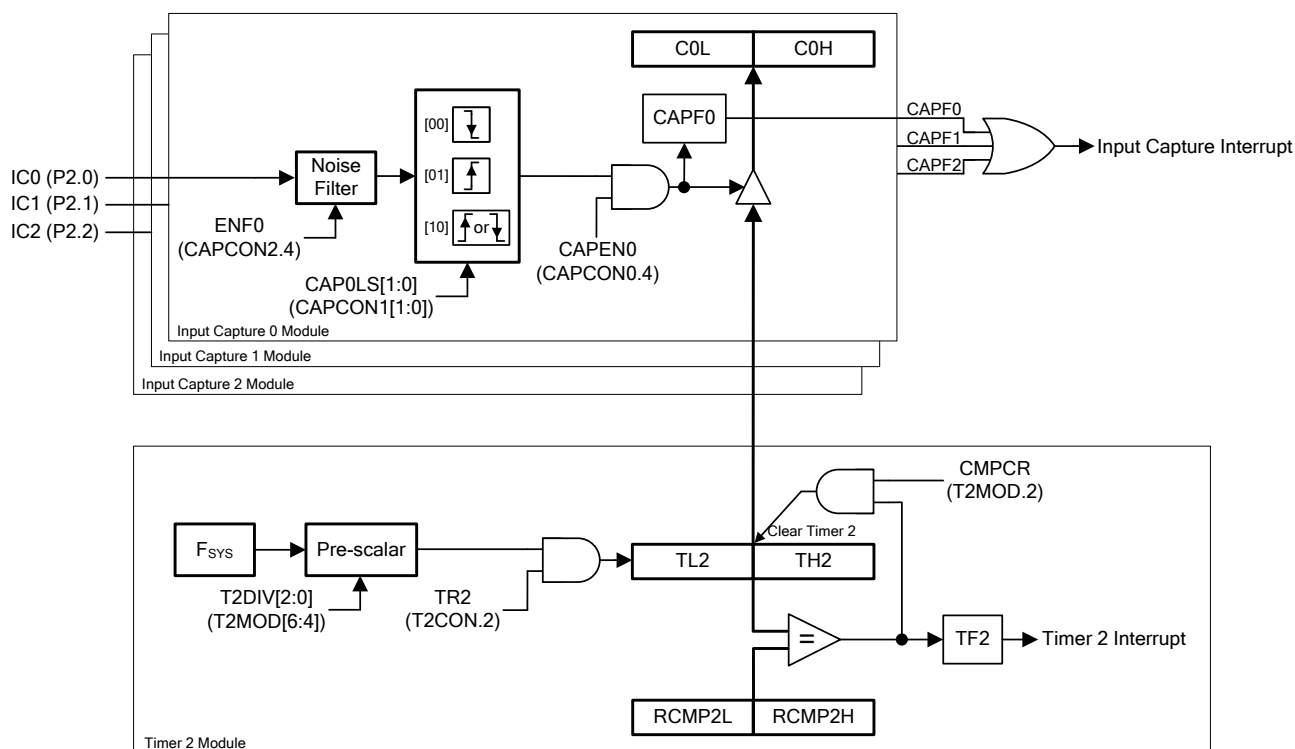 C0L
C0H
CAPF0
CAPF0
CAPF1
CAPF2
Input Capture Interrupt
[00]
[01]
[10]
or
Noise
Filter
IC0 (P2.0)
IC1 (P2.1)
IC2 (P2.2)
ENF0
(CAPCON2.4)
CAPEN0
(CAPCON0.4)
CAP0LS[1:0]
(CAPCON1[1:0])
Input Capture 0 Module
Input Capture 1 Module
Input Capture 2 Module
CMPCR
(T2MOD.2)
Clear Timer 2
FSYS
Pre-scalar
TL2
TH2
T2DIV[2:0]
(T2MOD[6:4])
TR2
(T2CON.2)
=
TF2
Timer 2 Interrupt
RCMP2L
RCMP2H
Timer 2 Module